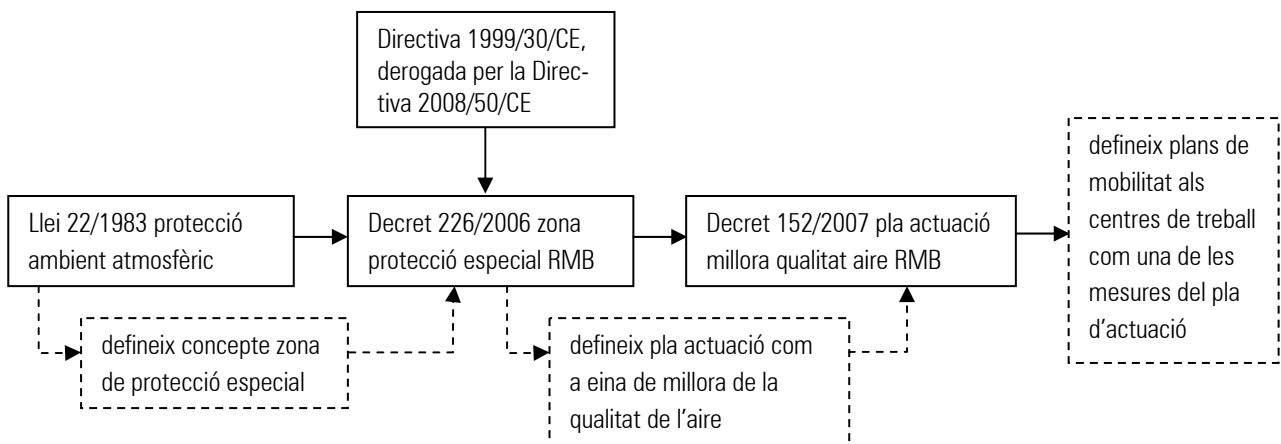 Directiva 1999/30/CE,
derogada per la Direc-
tiva 2008/50/CE
Llei 22/1983 protecció
ambient atmosfèric
Decret 226/2006 zona
protecció especial RMB
Decret 152/2007 pla actuació
millora qualitat aire RMB
defineix plans de
mobilitat als
centres de treball
com una de les
mesures del pla
d’actuació
defineix concepte zona
de protecció especial
defineix pla actuació com
a eina de millora de la
qualitat de l’aire